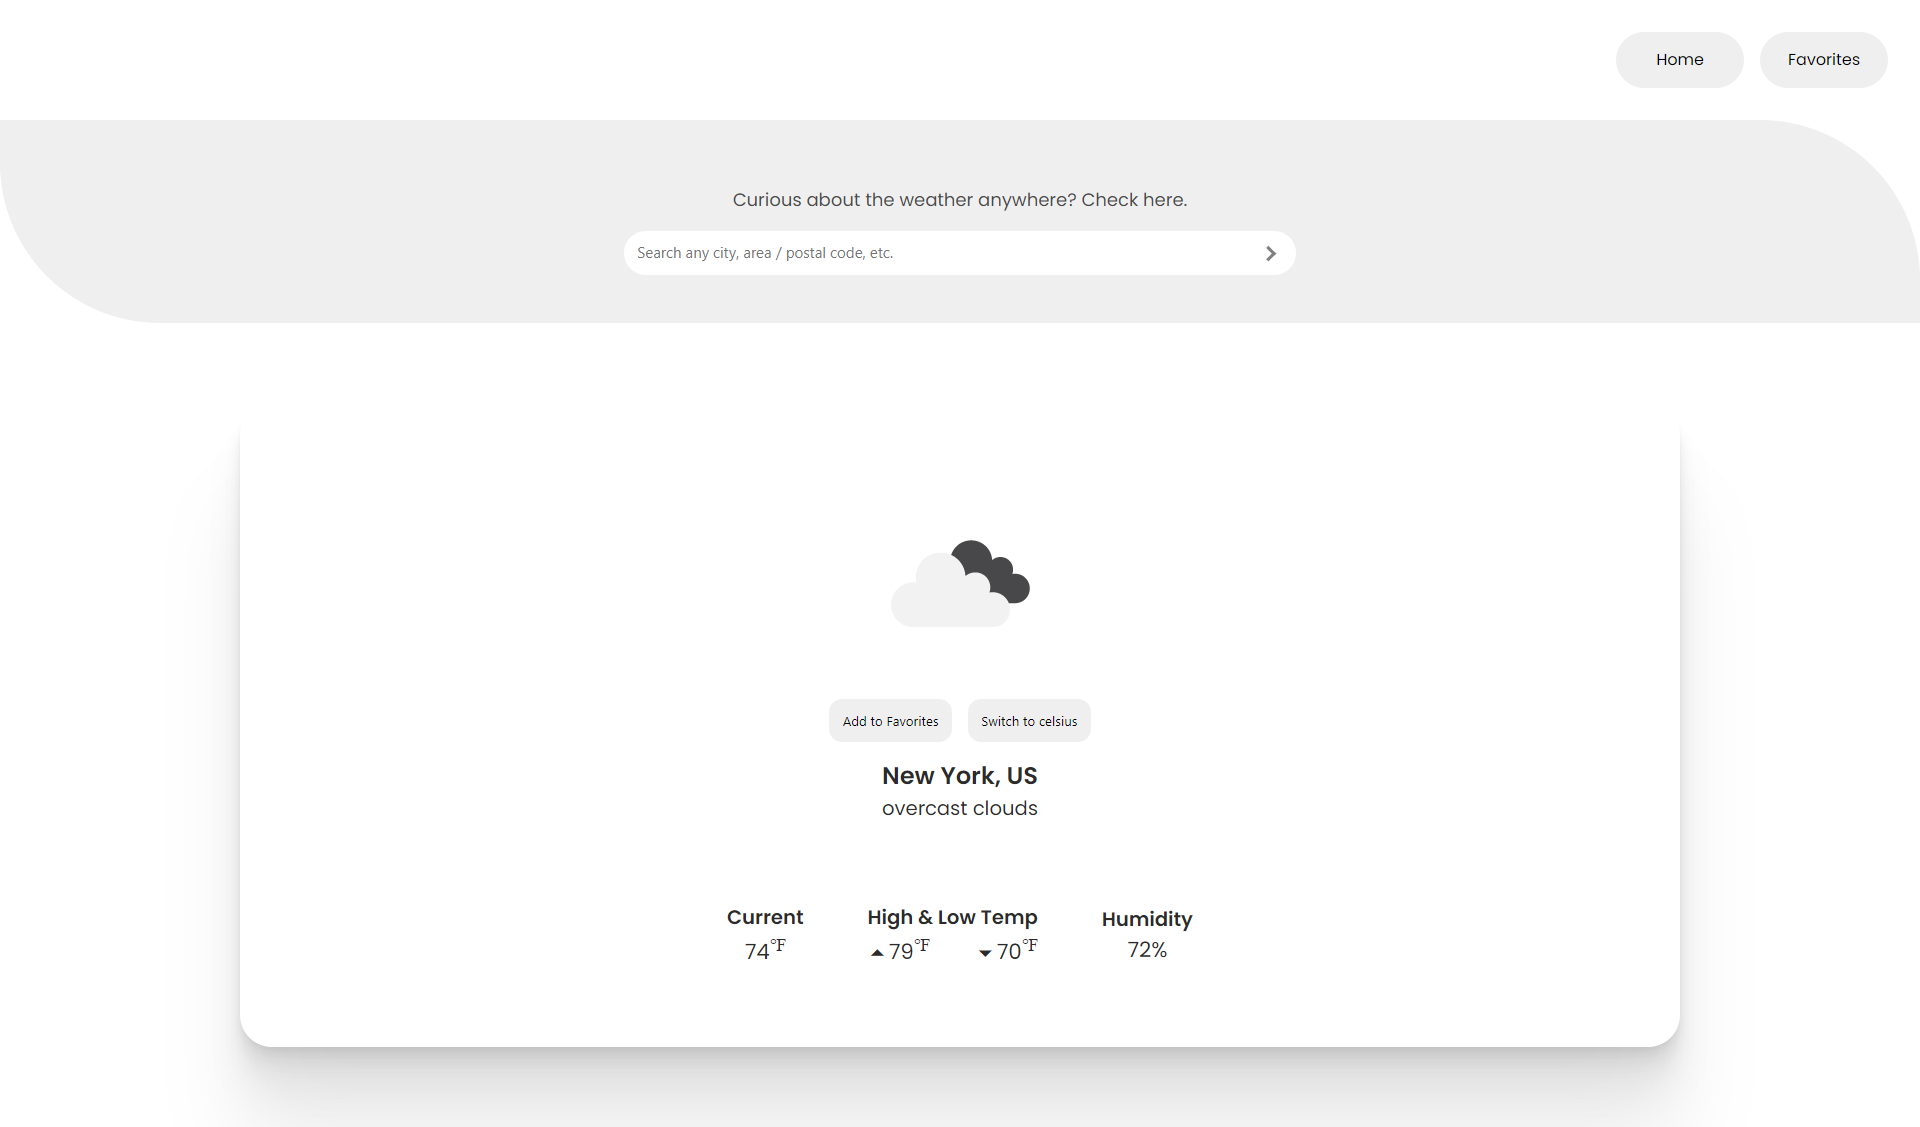 Home Favorites
Curious about the weather anywhere? Check here.
Search any city, area / postal code, etc.
Add to Favorites Switch to celsius
New York, US
overcast clouds
Current High & Low Temp Humidity
74°F 79°F 70°F 72%